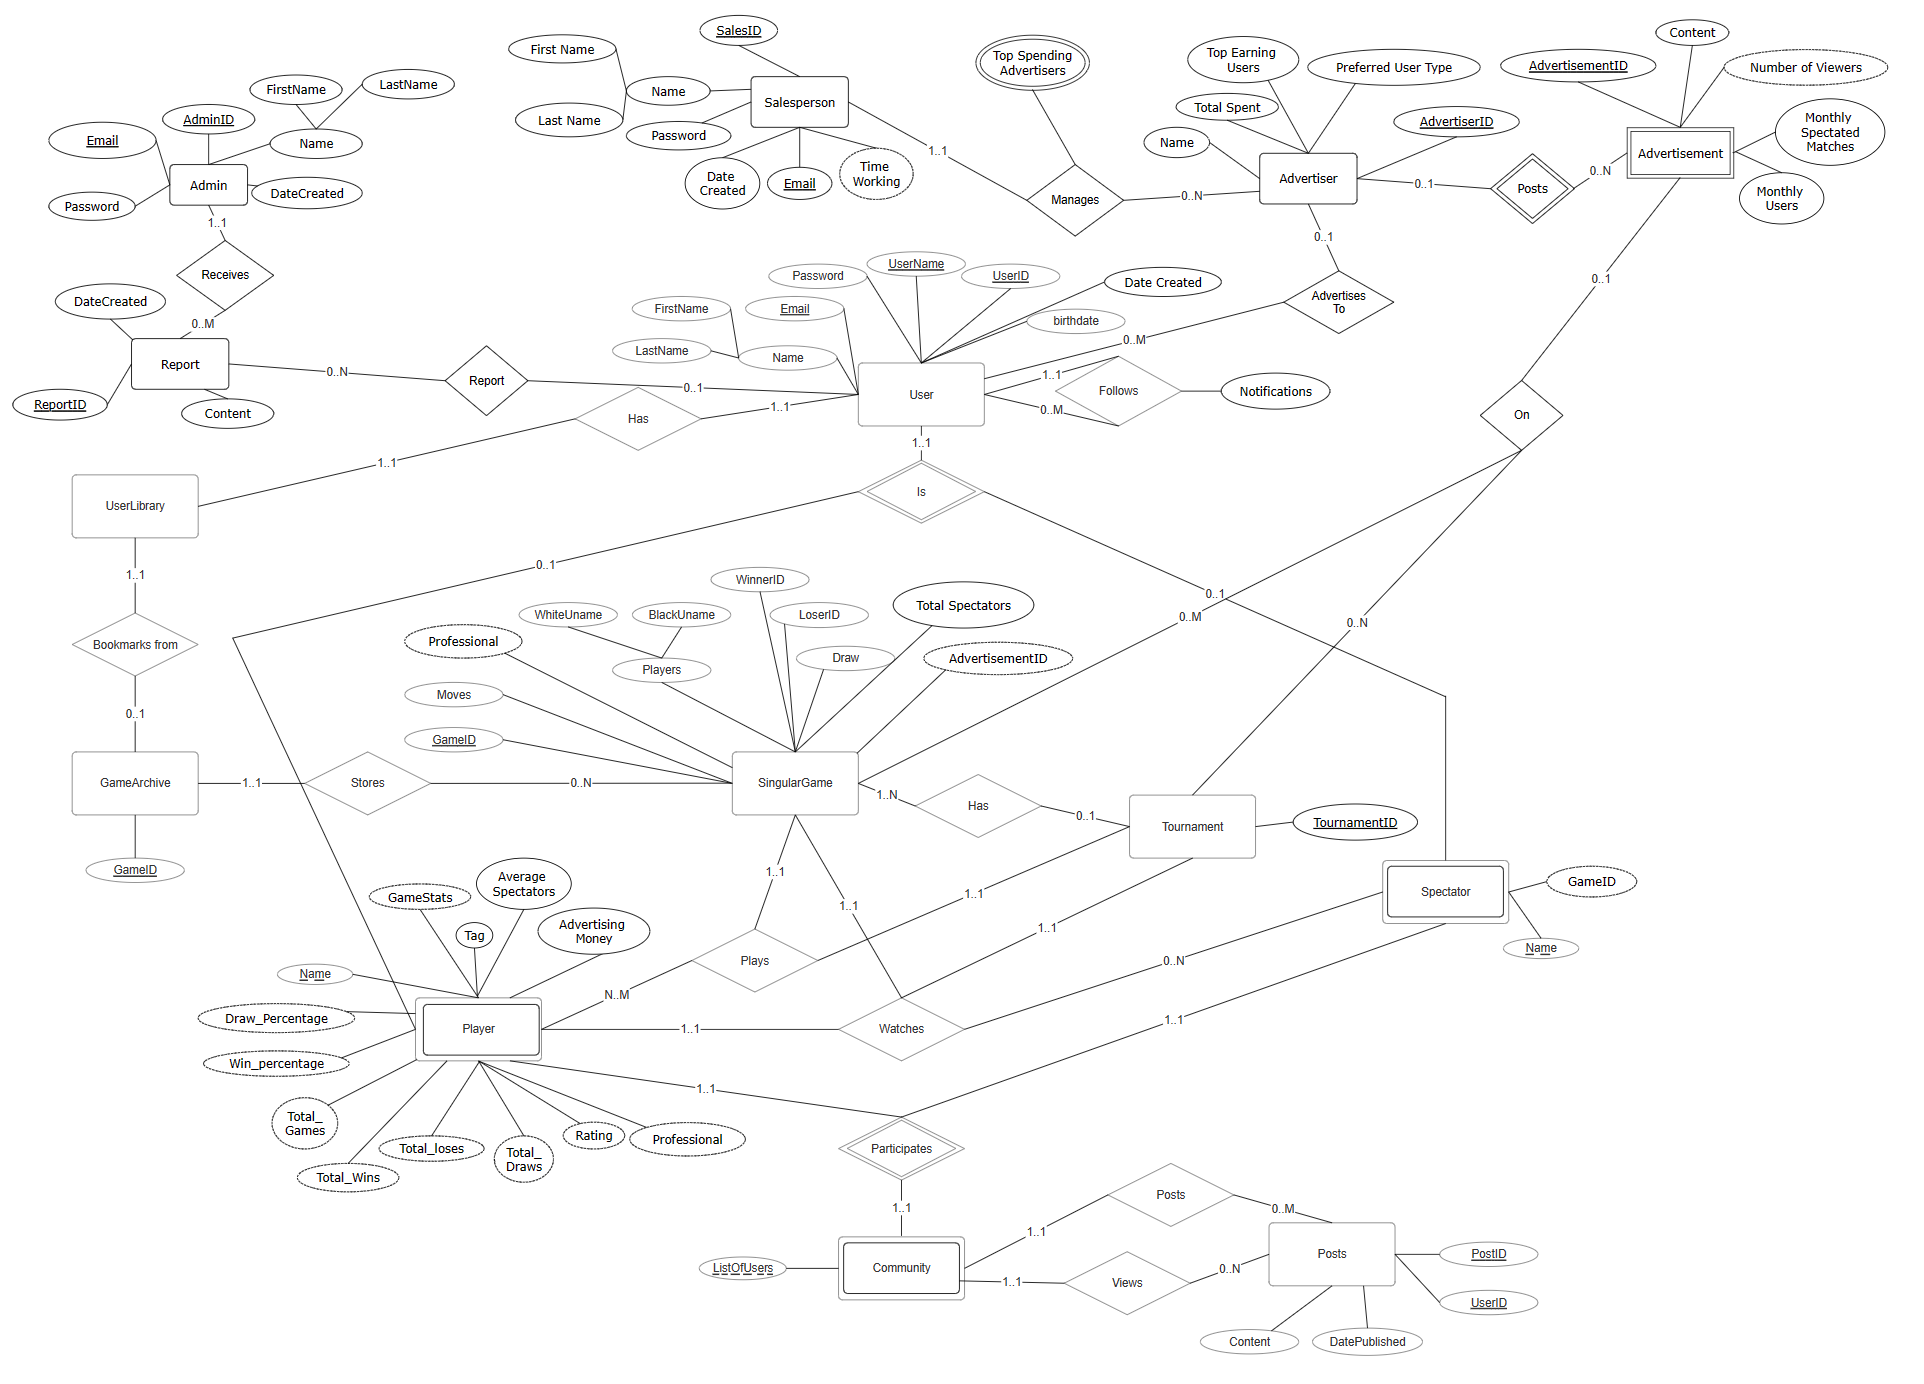 SalesID
First Name
Name
Last Name
Salesperson
Password
Date
Created
Email
Time
Working
Top Spending
Advertisers
1..1
Manages
0..N
Top Earning
Users
Preferred User Type
Total Spent
AdvertiserID
Name
Advertiser
0..1
Posts
0..N
Content
AdvertisementID
Number of Viewers
Advertisement
Monthly
Spectated
Matches
Monthly
Users
FirstName
LastName
AdminID
Email
Name
Admin
DateCreated
Password
1..1
Receives
0..M
DateCreated
Report
ReportID
Content
0..N
Report
0..1
Password
UserName
UserID
Date Created
birthdate
FirstName
Email
LastName
Name
User
0..1
Advertises
To
0..M
1..1
Follows
0..M
Notifications
0..1
On
Has
1..1
1..1
1..1
Is
0..1
0..1
0..M
0..N
UserLibrary
1..1
Bookmarks from
0..1
GameArchive
GameID
1..1
Stores
0..N
WinnerID
WhiteUname
BlackUname
LoserID
Total Spectators
Professional
Players
Draw
AdvertisementID
Moves
GameID
SingularGame
1..N
Has
0..1
Tournament
TournamentID
Spectator
GameID
Name
1..1
1..1
1..1
1..1
Plays
N..M
1..1
Watches
0..N
1..1
GameStats
Average
Spectators
Tag
Advertising
Money
Name
Draw_Percentage
Player
Win_percentage
Total_
Games
Total_Wins
Total_loses
Total_
Draws
Rating
Professional
1..1
Participates
1..1
ListOfUsers
Community
1..1
Posts
0..M
1..1
Views
0..N
Posts
PostID
UserID
Content
DatePublished